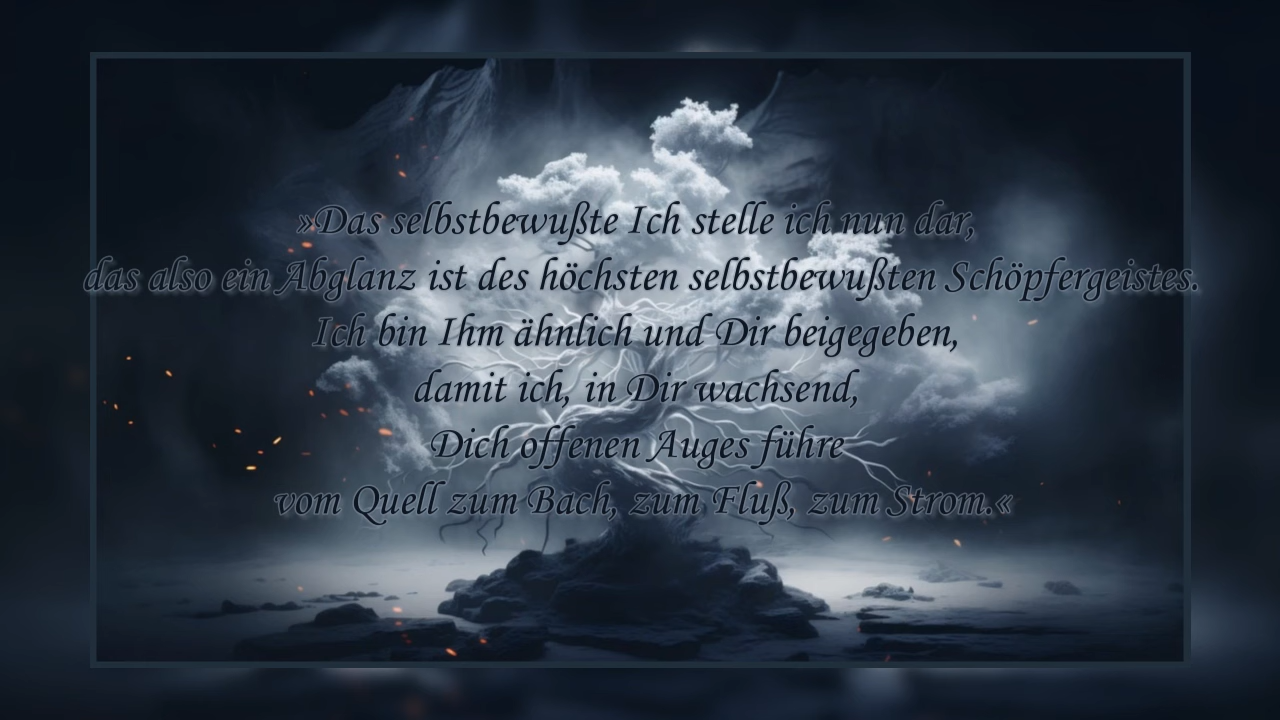 »Das selbstbewußte Ich stelle ich nun dar,
das also ein Abglanz ist des höchsten selbstbewußten Schöpfergeistes.
Ich bin Ihm ähnlich und Dir beigegeben,
damit ich, in Dir wachsend,
Dich offenen Auges führe
vom Quell zum Bach, zum Fluß, zum Strom.«